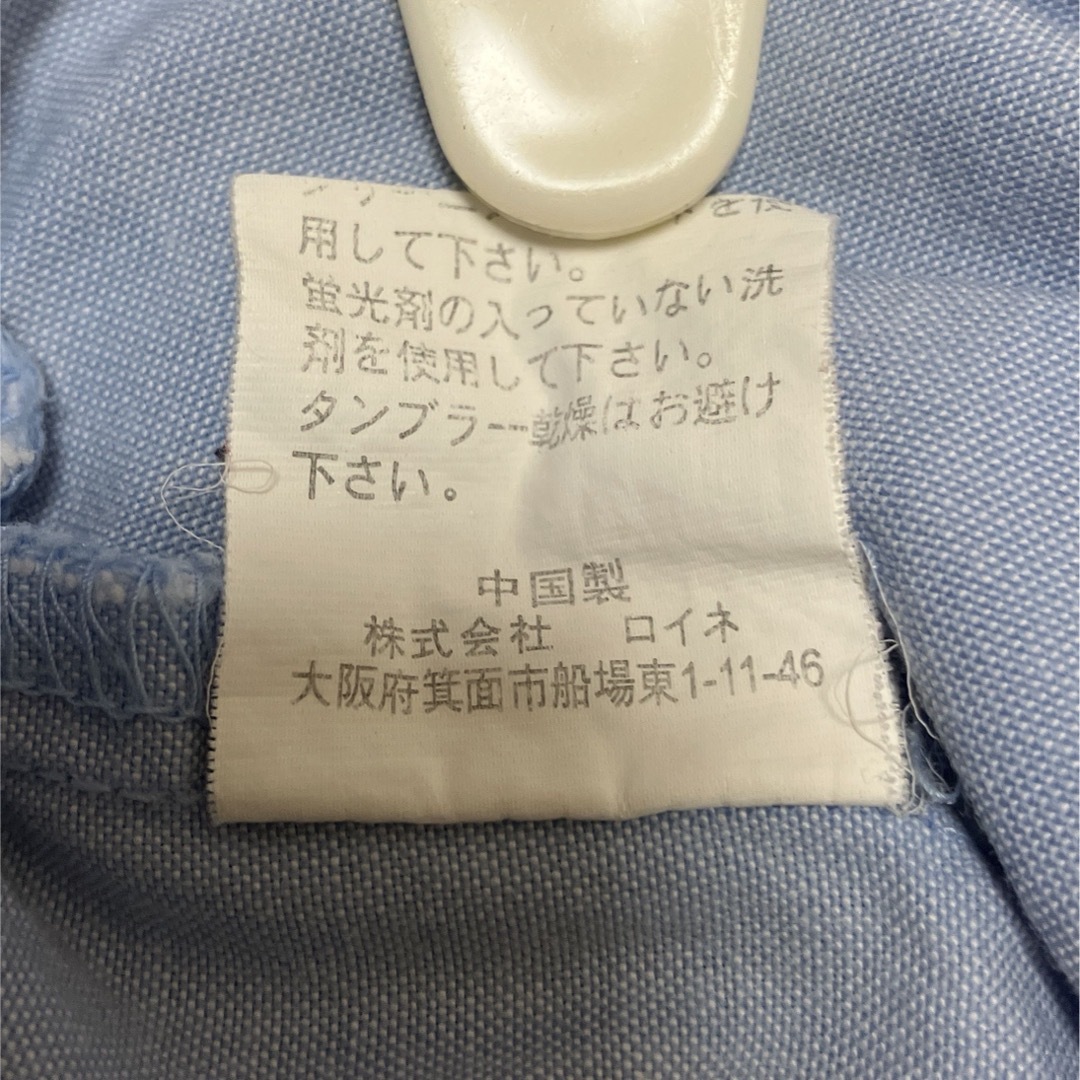 用して下さい。
蛍光剤の入っていない洗
剤を使用して下さい。
タンブラー乾燥はお避け
下さい。
中国製
株式会社 ロイネ
大阪府箕面市船場東1-11-46